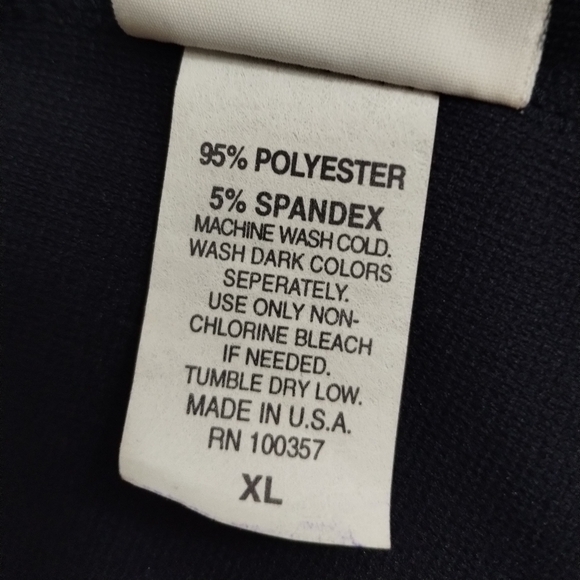 95% POLYESTER
5% SPANDEX
MACHINE WASH COLD.
WASH DARK COLORS
SEPERATELY.
USE ONLY NON-
CHLORINE BLEACH
IF NEEDED.
TUMBLE DRY LOW.
MADE IN U.S.A.
RN 100357
XL